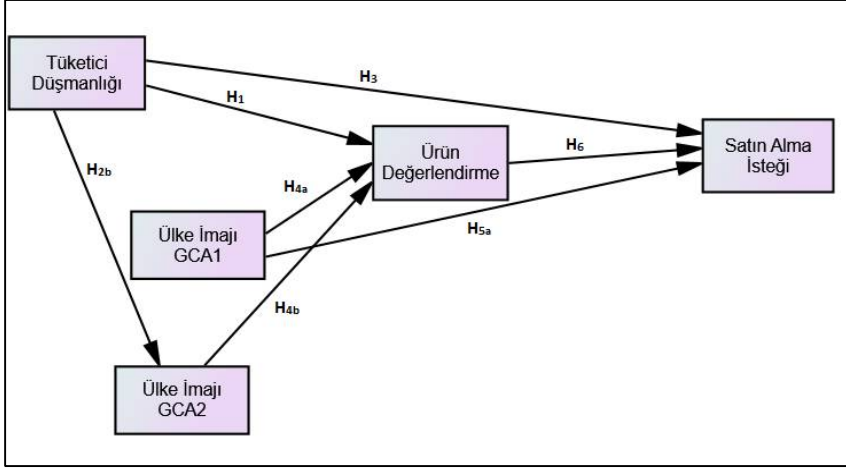 Tüketici
Düşmanlığı
H3
H1
H2b
Ürün
Değerlendirme
H6
Satın Alma
İsteği
H4a
Ülke İmajı
GCA1
H5a
H4b
Ülke İmajı
GCA2